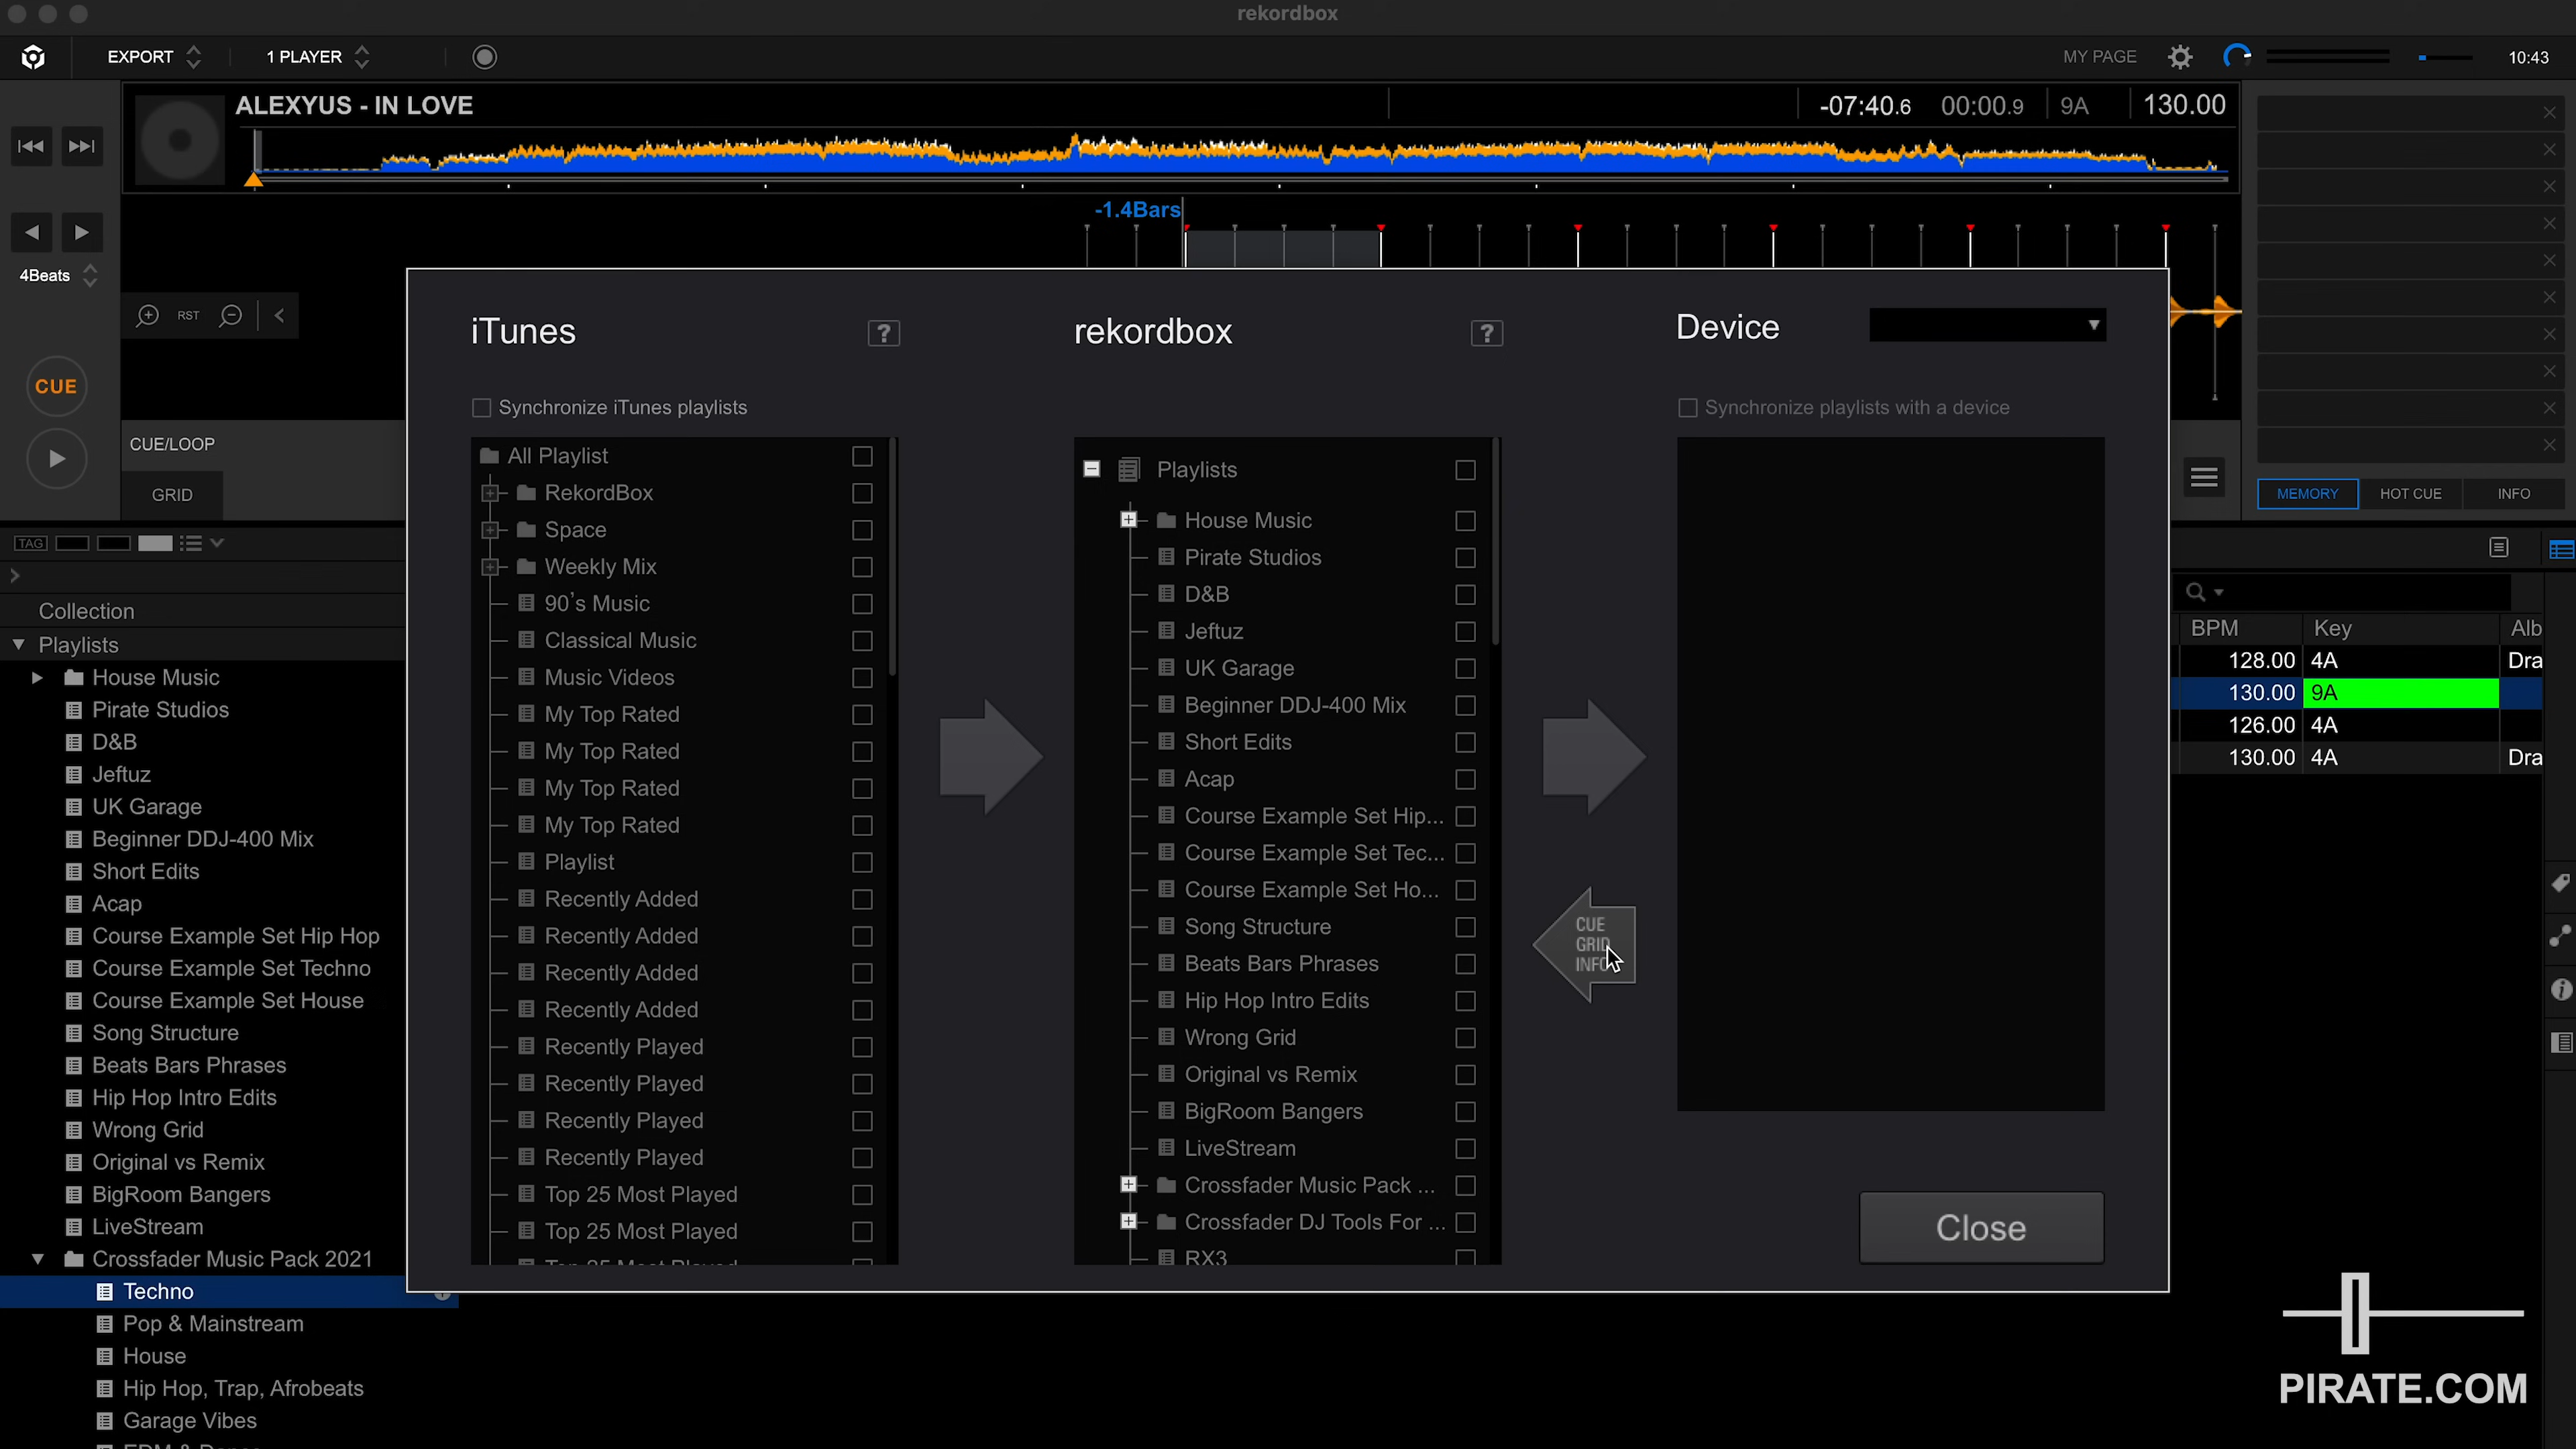 rekordbox
EXPORT
1 PLAYER
MY PAGE
10:43
ALEXYUS - IN LOVE
-07:40.6
00:00.9
9A
130.00
-1.4Bars
4Beats
RST
CUE
CUE/LOOP
GRID
MEMORY
HOT CUE
INFO
TAG
Collection
Playlists
House Music
Pirate Studios
D&B
Jeftuz
UK Garage
Beginner DDJ-400 Mix
Short Edits
Acap
Course Example Set Hip Hop
Course Example Set Techno
Course Example Set House
Song Structure
Beats Bars Phrases
Hip Hop Intro Edits
Wrong Grid
Original vs Remix
BigRoom Bangers
LiveStream
Crossfader Music Pack 2021
Techno
Pop & Mainstream
House
Hip Hop, Trap, Afrobeats
Garage Vibes
iTunes
?
Synchronize iTunes playlists
All Playlist
RekordBox
Space
Weekly Mix
90's Music
Classical Music
Music Videos
My Top Rated
My Top Rated
My Top Rated
My Top Rated
Playlist
Recently Added
Recently Added
Recently Added
Recently Added
Recently Played
Recently Played
Recently Played
Recently Played
Top 25 Most Played
Top 25 Most Played
rekordbox
?
Playlists
House Music
Pirate Studios
D&B
Jeftuz
UK Garage
Beginner DDJ-400 Mix
Short Edits
Acap
Course Example Set Hip...
Course Example Set Tec...
Course Example Set Ho...
Song Structure
Beats Bars Phrases
Hip Hop Intro Edits
Wrong Grid
Original vs Remix
BigRoom Bangers
LiveStream
Crossfader Music Pack ...
Crossfader DJ Tools For ...
RX3
CUE
GRID
INFO
Device
Synchronize playlists with a device
Close
BPM Key Alb
128.00 4A Dra
130.00 9A
126.00 4A
130.00 4A Dra
PIRATE.COM